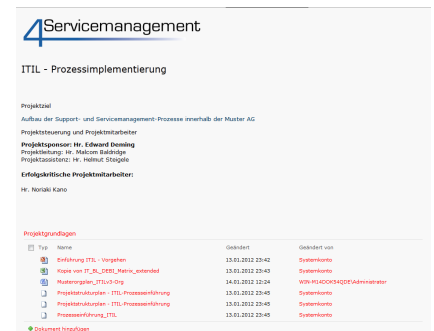 4Servicemanagement
ITIL - Prozessimplementierung
Projektziel
Aufbau der Support- und Servicemanagement-Prozesse innerhalb der Muster AG
Projektsteuerung und Projektmitarbeiter
Projektsponsor: Hr. Edward Deming
Projektleitung: Hr. Malcom Baldridge
Projektassistenz: Hr. Helmut Steigele
Erfolgskritische Projektmitarbeiter:
Hr. Noriaki Kano
Projektgrundlagen
Typ Name Geändert Geändert von
Einführung ITIL - Vorgehen 13.01.2012 23:42 Systemkonto
Kopie von IT_BL_DEB1_Matrix_extended 13.01.2012 23:43 Systemkonto
Musterorgplan_ITILv3-Org 14.01.2012 12:24 WIN-M14DOK54QDE\Administrator
Projektstrukturplan - ITIL-Prozesseinführung 13.01.2012 23:45 Systemkonto
Projektstrukturplan - ITIL-Prozesseinführung 13.01.2012 23:45 Systemkonto
Prozesseinführung_ITIL 13.01.2012 23:45 Systemkonto
Dokument hinzufügen